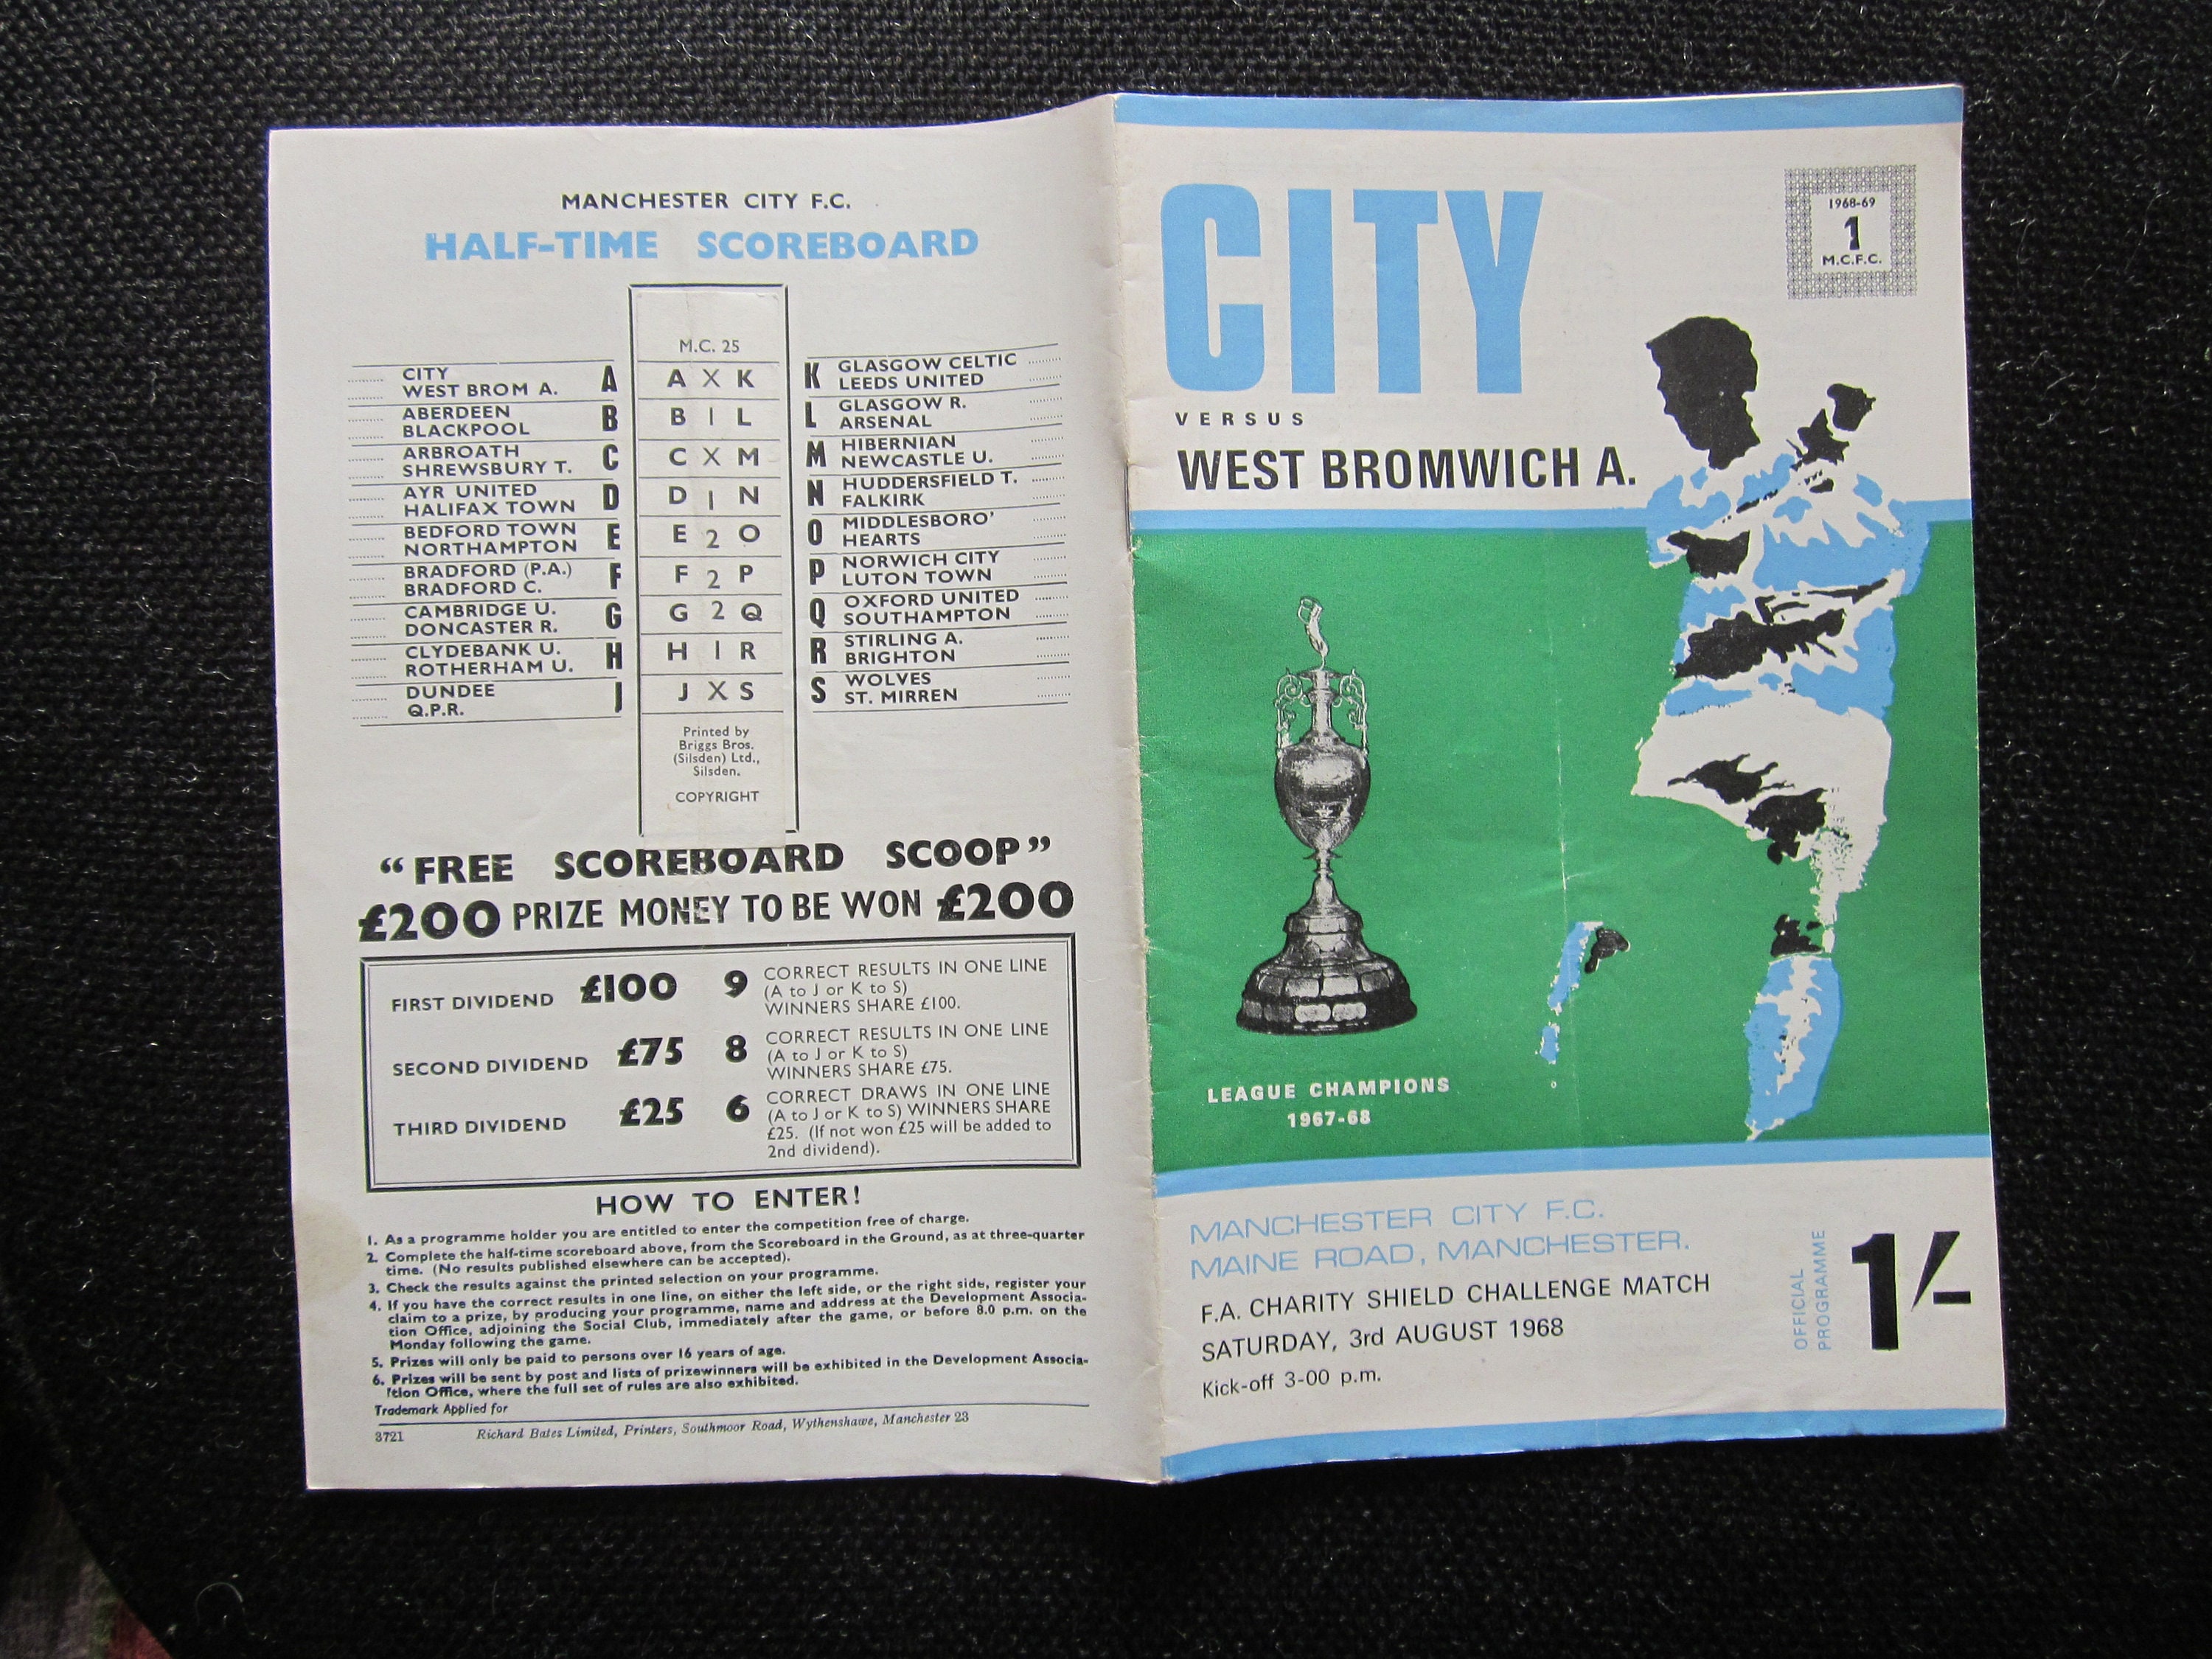 MANCHESTER CITY F.C.
HALF-TIME SCOREBOARD
M.C. 25
CITY
WEST BROM A. A
A X K
K GLASGOW CELTIC
LEEDS UNITED
ABERDEEN
BLACKPOOL B
B 1 L
L GLASGOW R.
ARSENAL
ARBROATH
SHREWSBURY T. C
C X M
M HIBERNIAN
NEWCASTLE U.
AYR UNITED
HALIFAX TOWN D
D 1 N
N HUDDERSFIELD T.
FALKIRK
BEDFORD TOWN
NORTHAMPTON E
E 2 O
O MIDDLESBORO'
HEARTS
BRADFORD (P.A.)
BRADFORD C. F
F 2 P
P NORWICH CITY
LUTON TOWN
CAMBRIDGE U.
DONCASTER R. G
G 2 Q
Q OXFORD UNITED
SOUTHAMPTON
CLYDEBANK U.
ROTHERHAM U. H
H 1 R
R STIRLING A.
BRIGHTON
DUNDEE
Q.P.R. J
J X S
S WOLVES
ST. MIRREN
Printed by
Briggs Bros.
(Silsden) Ltd.,
Silsden.
COPYRIGHT
“FREE SCOREBOARD SCOOP”
£200 PRIZE MONEY TO BE WON £200
FIRST DIVIDEND £100 9 CORRECT RESULTS IN ONE LINE
(A to J or K to S)
WINNERS SHARE £100.
SECOND DIVIDEND £75 8 CORRECT RESULTS IN ONE LINE
(A to J or K to S)
WINNERS SHARE £75.
THIRD DIVIDEND £25 6 CORRECT DRAWS IN ONE LINE
(A to J or K to S) WINNERS SHARE
£25. (If not won £25 will be added to
2nd dividend).
HOW TO ENTER!
1. As a programme holder you are entitled to enter the competition free of charge.
2. Complete the half-time scoreboard above, from the Scoreboard in the Ground, as at three-quarter
time. (No results published elsewhere can be accepted).
3. Check the results against the printed selection on your programme.
4. If you have the correct results in one line, on either the left side, or the right side, register your
claim to a prize, by producing your programme, name and address at the Development Associa-
tion Office, adjoining the Social Club, immediately after the game, or before 8.0 p.m. on the
Monday following the game.
5. Prizes will only be paid to persons over 16 years of age.
6. Prizes will be sent by post and lists of prizewinners will be exhibited in the Development Associa-
tion Office, where the full set of rules are also exhibited.
Trademark Applied for
3721 Richard Bates Limited, Printers, Southmoor Road, Wythenshawe, Manchester 23
CITY
1968-69
1
M.C.F.C.
VERSUS
WEST BROMWICH A.
LEAGUE CHAMPIONS
1967-68
MANCHESTER CITY F.C.
MAINE ROAD, MANCHESTER.
F.A. CHARITY SHIELD CHALLENGE MATCH
SATURDAY, 3rd AUGUST 1968
Kick-off 3-00 p.m.
OFFICIAL
PROGRAMME
1/-